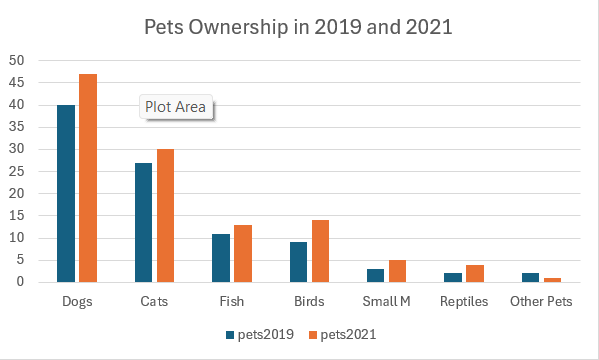 Pets Ownership in 2019 and 2021
50
45
Plot Area
40
35
30
25
20
15
10
5
0
Dogs Cats Fish Birds Small M Reptiles Other Pets
pets2019 pets2021